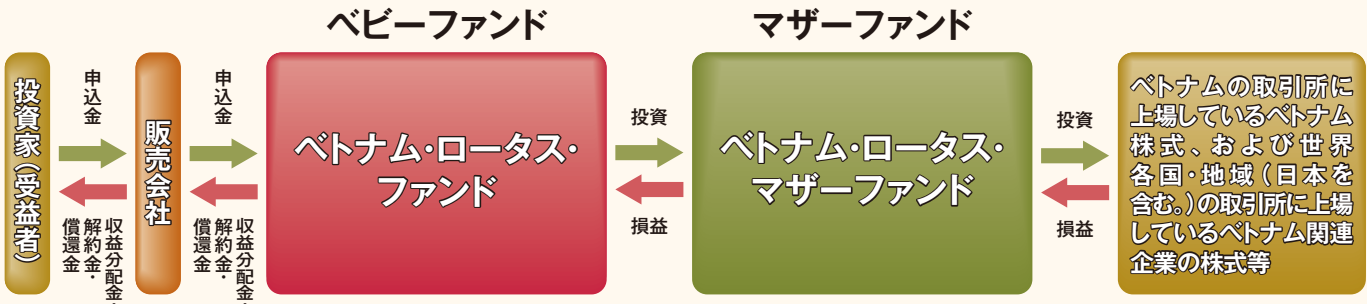 ベビーファンド
マザーファンド
投資家(受益者)
申込金
収益分配金・
解約金・
償還金
販売会社
申込金
収益分配金・
解約金・
償還金
ベトナム・ロータス・
ファンド
投資
損益
ベトナム・ロータス・
マザーファンド
投資
損益
ベトナムの取引所に
上場しているベトナム
株式、および世界
各国・地域(日本を
含む。)の取引所に上場
しているベトナム関連
企業の株式等